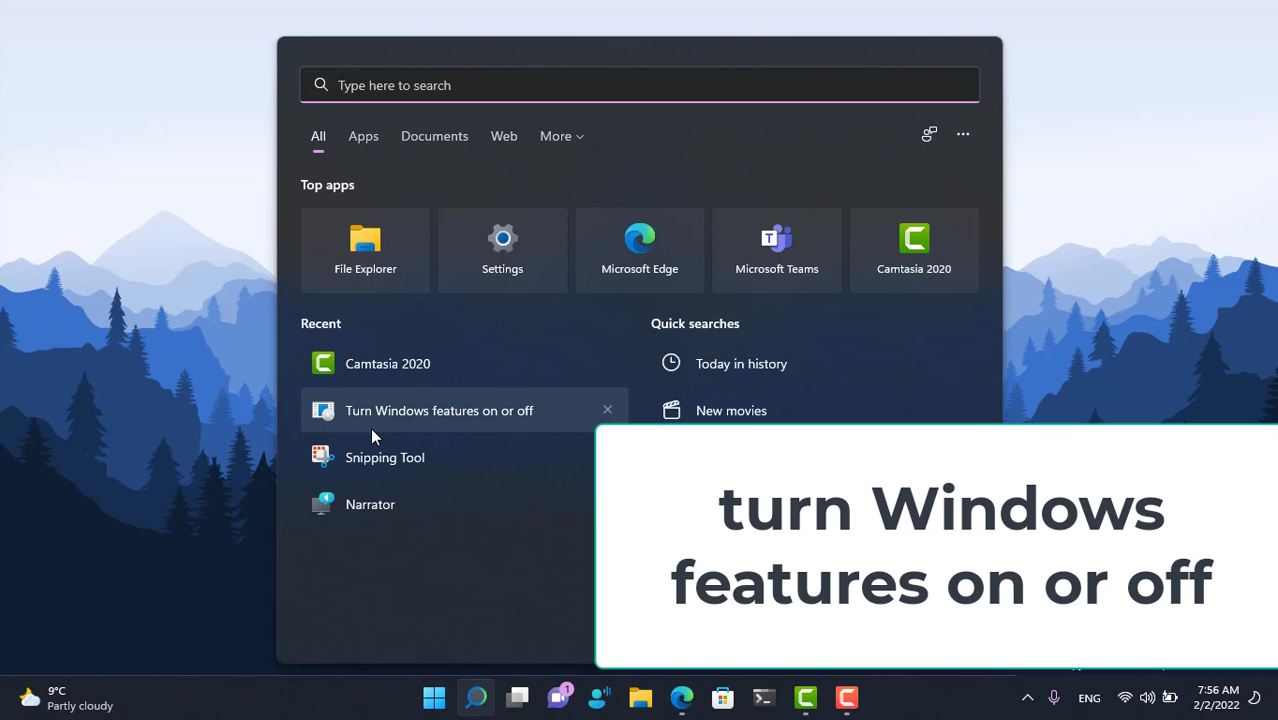 Type here to search
All Apps Documents Web More
Top apps
File Explorer Settings Microsoft Edge Microsoft Teams Camtasia 2020
Recent Quick searches
Camtasia 2020 Today in history
Turn Windows features on or off New movies
Snipping Tool
Narrator
turn Windows
features on or off
9°C
Partly cloudy
1
ENG
7:56 AM
2/2/2022